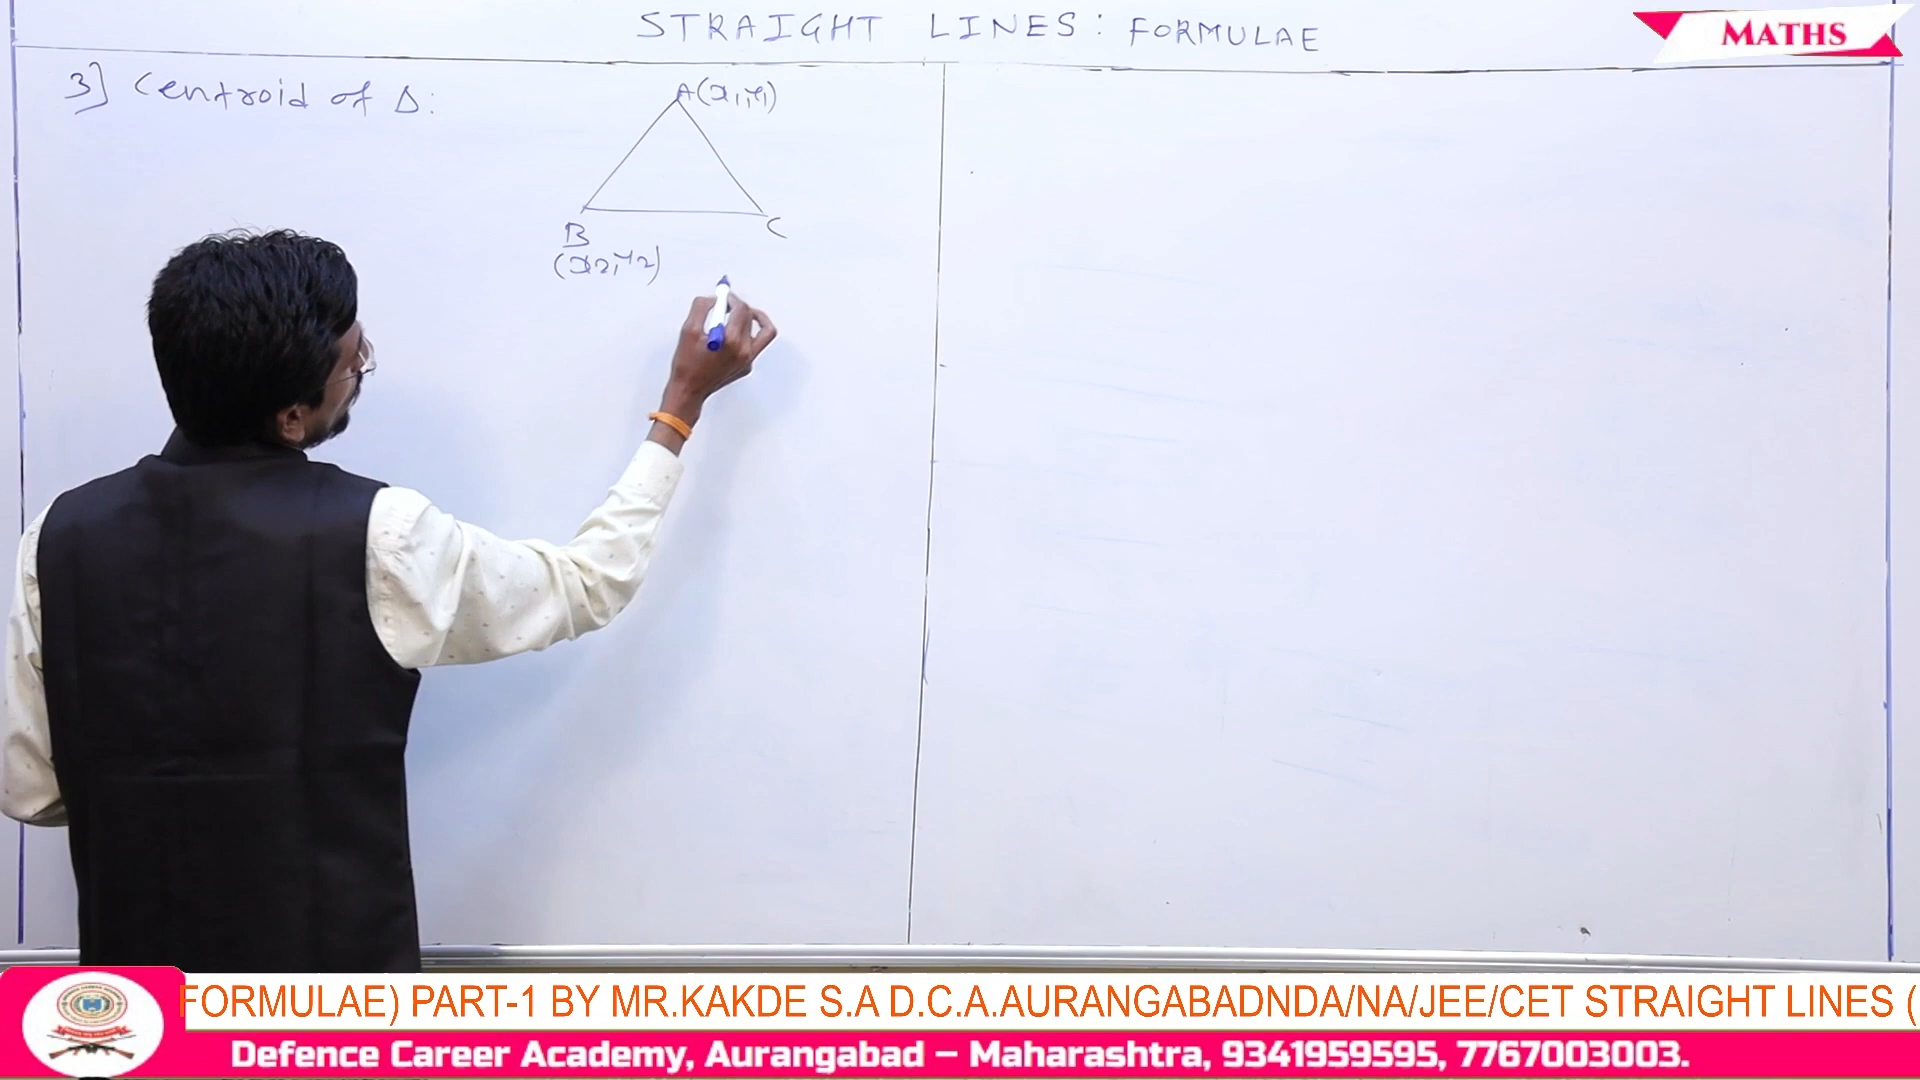 STRAIGHT LINES: FORMULAE
MATHS
3] Centroid of Δ:
A(x1,y1)
B
C
(x2,y2)
FORMULAE) PART-1 BY MR.KAKDE S.A D.C.A.AURANGABADNDA/NA/JEE/CET STRAIGHT LINES (
Defence Career Academy, Aurangabad – Maharashtra, 9341959595, 7767003003.